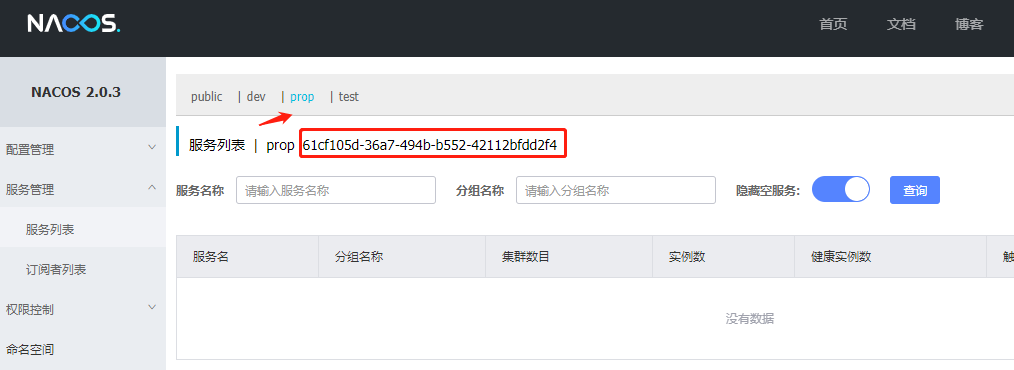 NACOS.
首页 文档 博客
NACOS 2.0.3
配置管理
服务管理
服务列表
订阅者列表
权限控制
命名空间
public | dev | prop | test
服务列表 | prop 61cf105d-36a7-494b-b552-42112bfdd2f4
服务名称 请输入服务名称 分组名称 请输入分组名称 隐藏空服务: 查询
服务名 分组名称 集群数目 实例数 健康实例数 触
没有数据